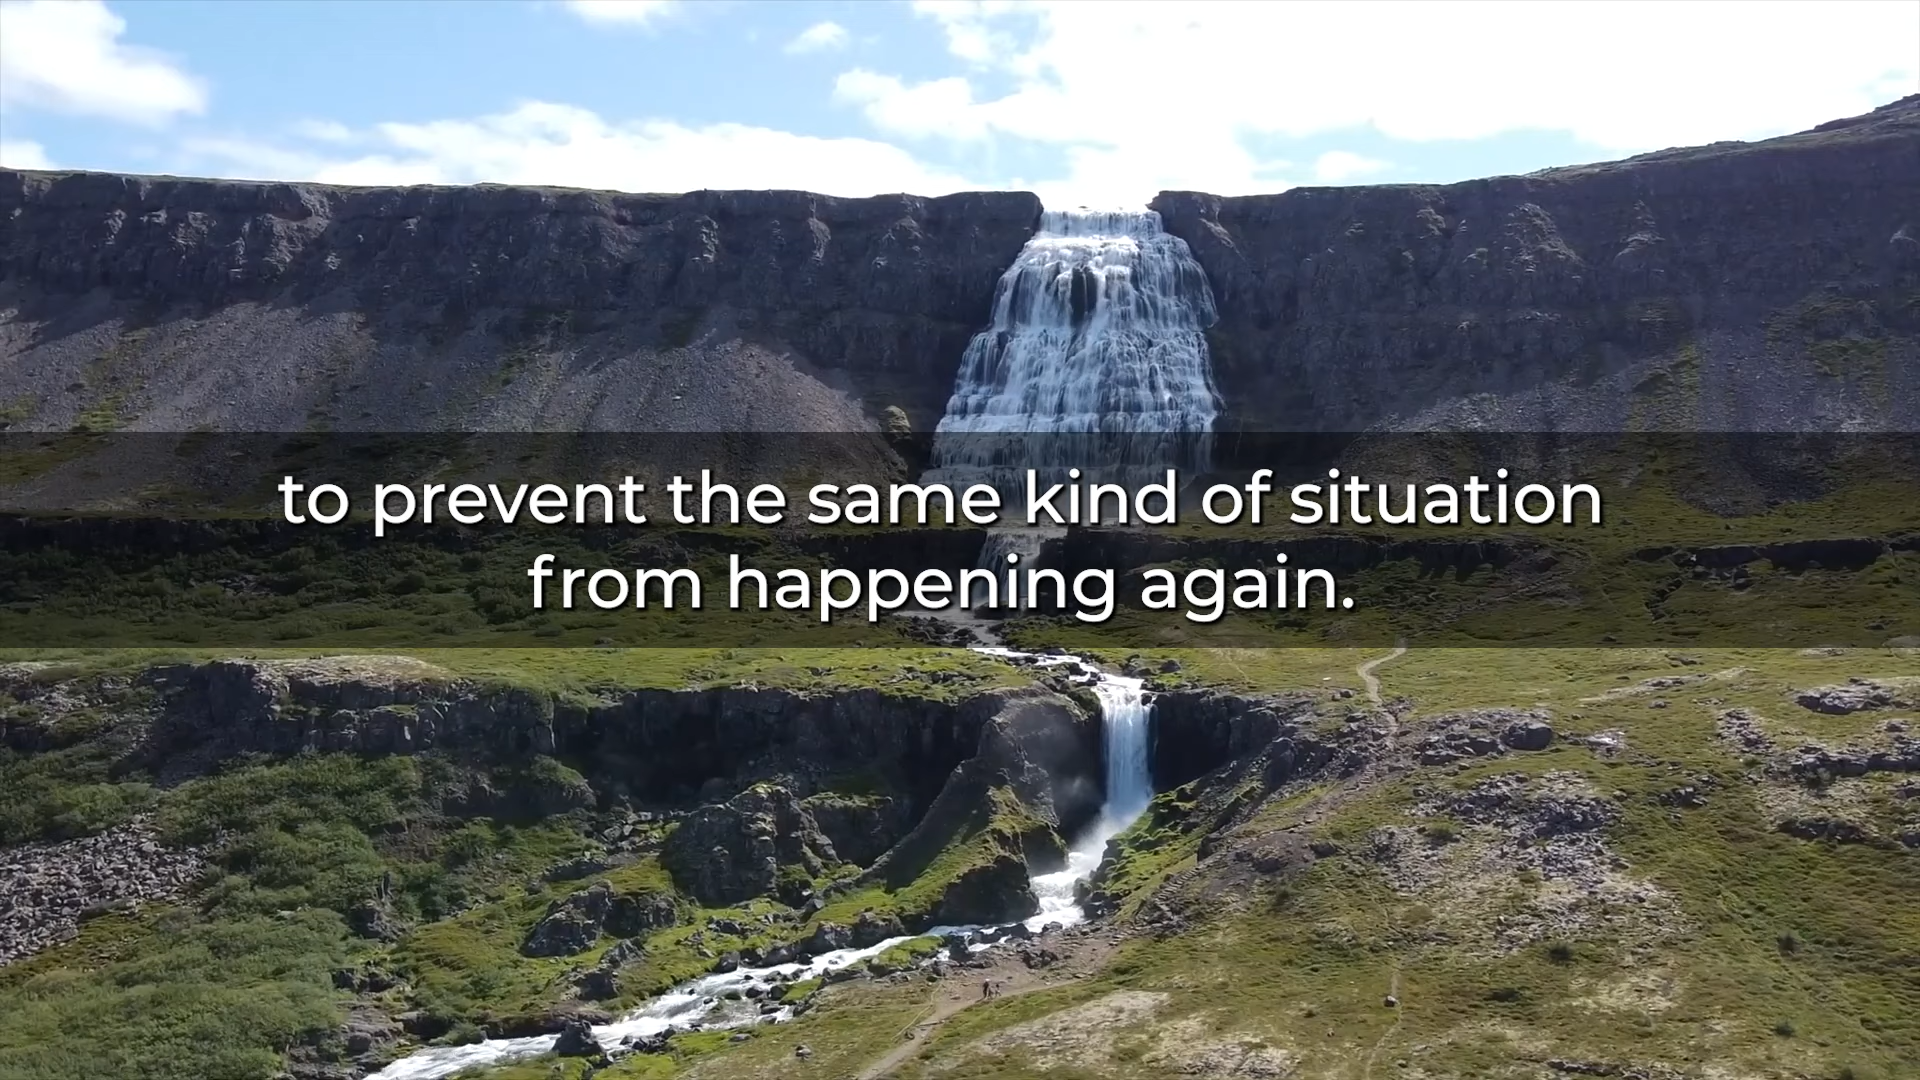 to prevent the same kind of situation
from happening again.